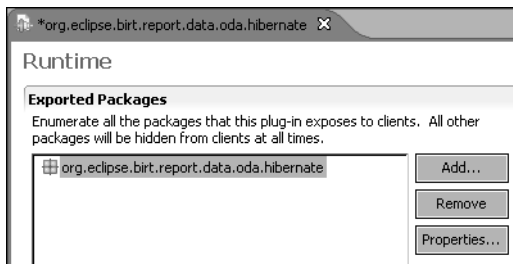 *org.eclipse.birt.report.data.oda.hibernate
Runtime
Exported Packages
Enumerate all the packages that this plug-in exposes to clients. All other
packages will be hidden from clients at all times.
org.eclipse.birt.report.data.oda.hibernate
Add...
Remove
Properties...